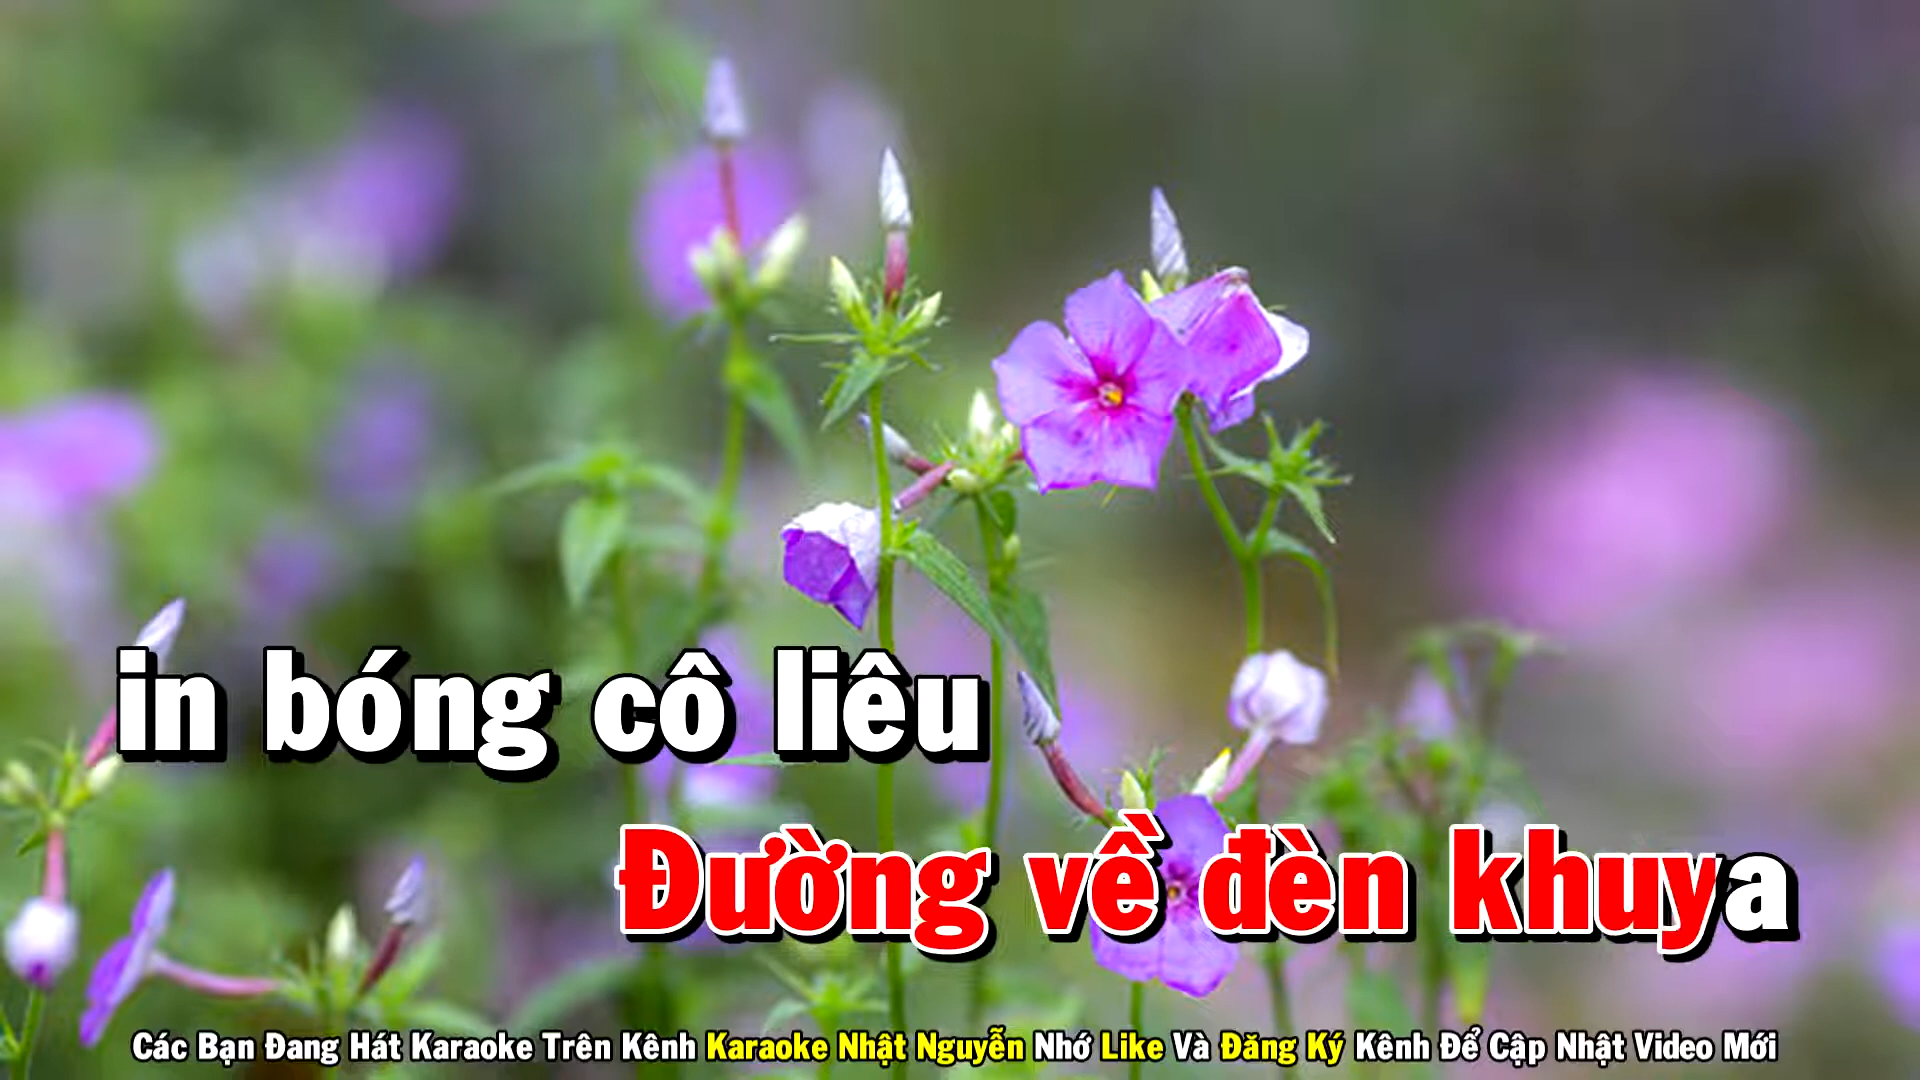 in bóng cô liêu
Đường về đèn khuya
Các Bạn Đang Hát Karaoke Trên Kênh Karaoke Nhật Nguyễn Nhớ Like Và Đăng Ký Kênh Để Cập Nhật Video Mới